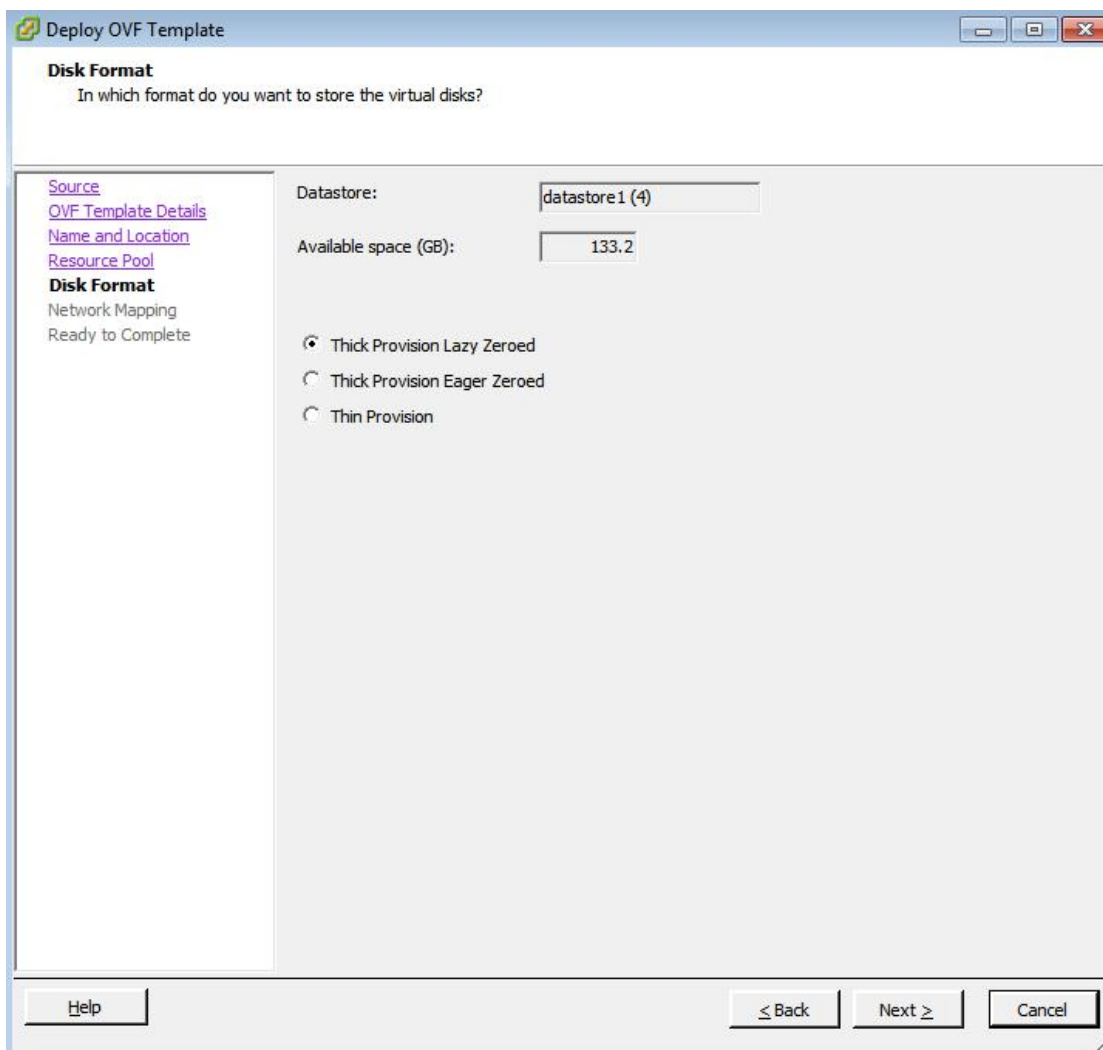 Deploy OVF Template
Disk Format
In which format do you want to store the virtual disks?
Source
OVF Template Details
Name and Location
Resource Pool
Disk Format
Network Mapping
Ready to Complete
Datastore:
datastore1 (4)
Available space (GB):
133.2
Thick Provision Lazy Zeroed
Thick Provision Eager Zeroed
Thin Provision
Help
< Back
Next >
Cancel